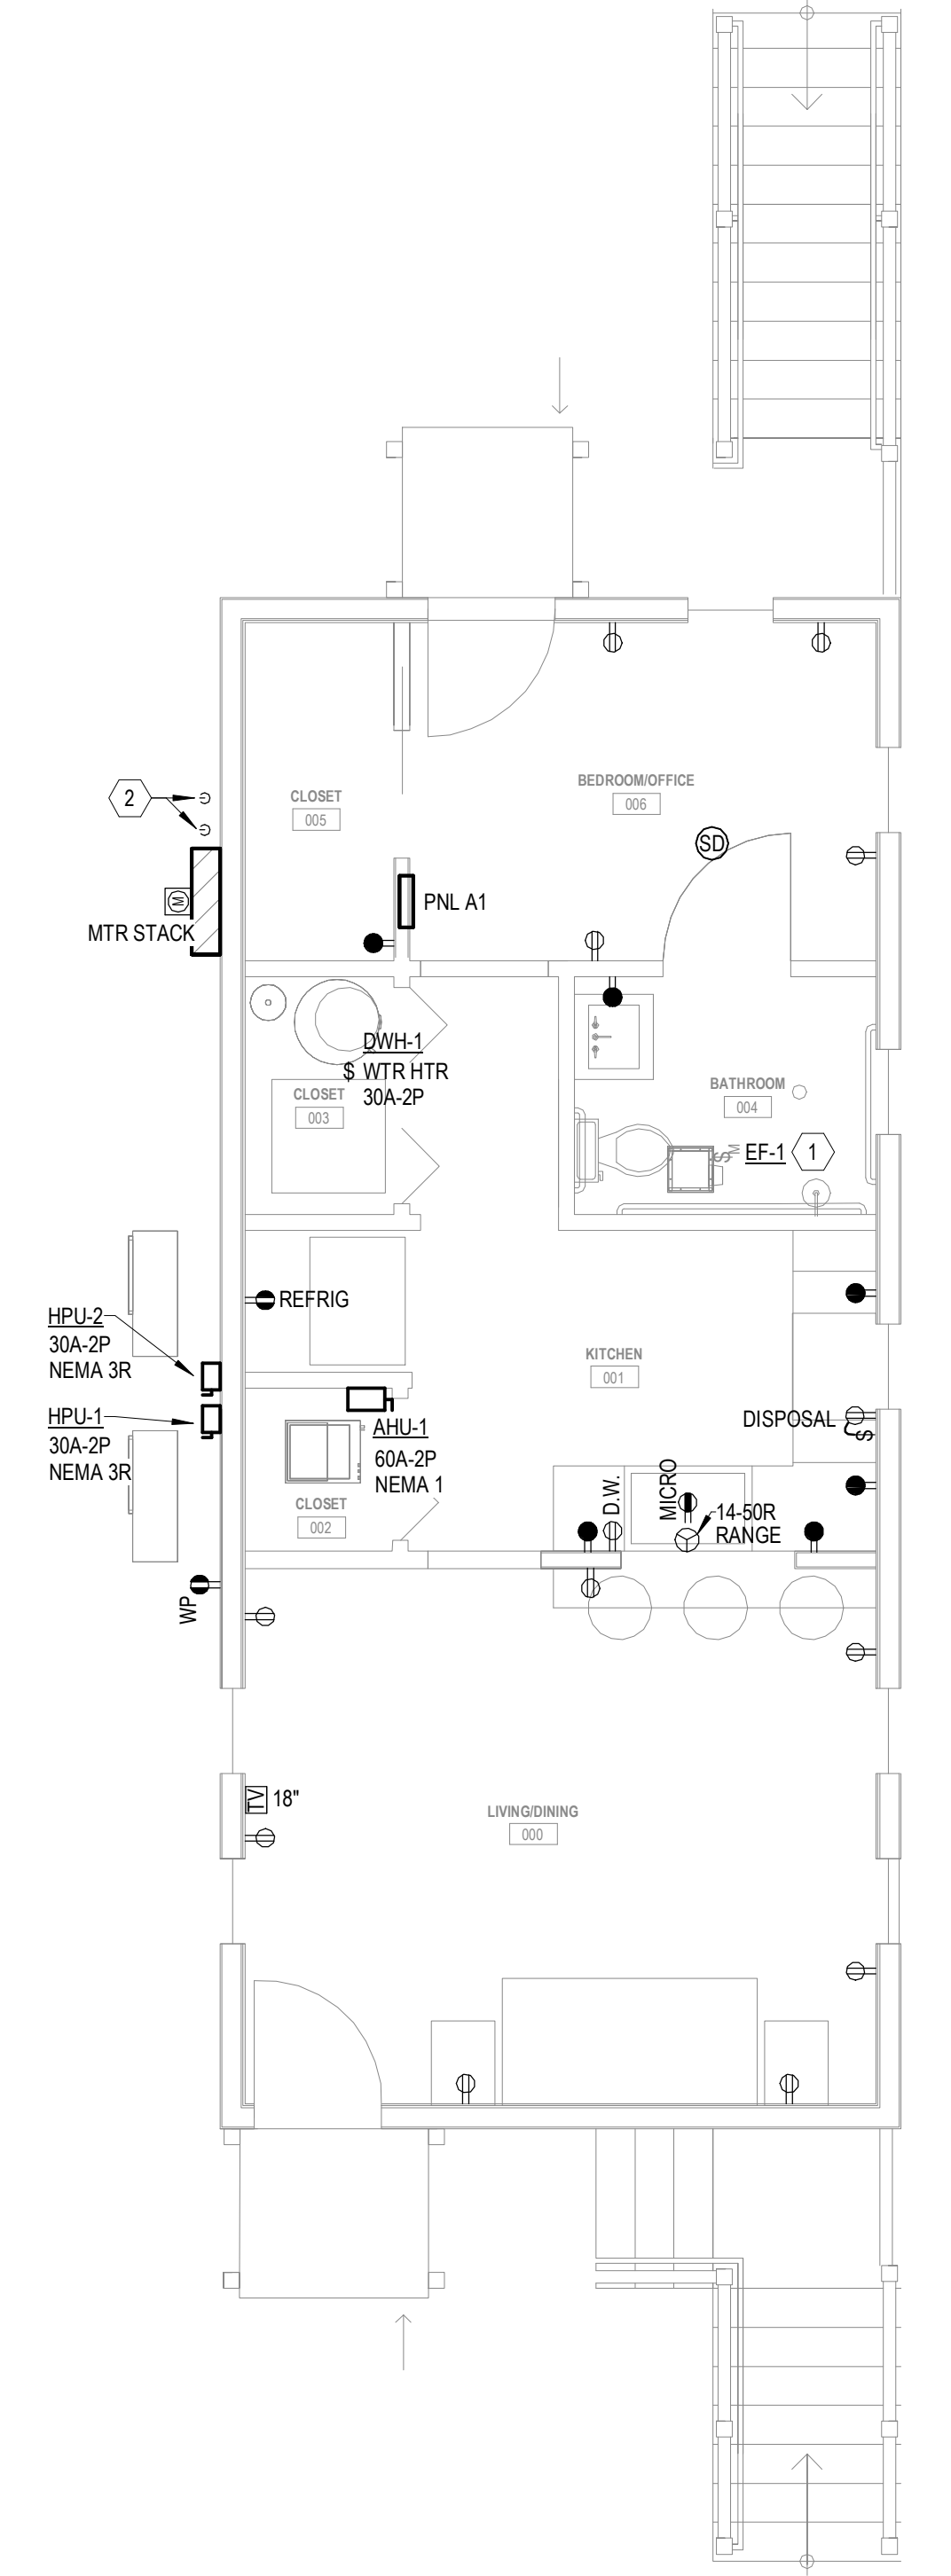 2
CLOSET
005
BEDROOM/OFFICE
006
SD
M
MTR STACK
PNL A1
DWH-1
$ WTR HTR
30A-2P
CLOSET
003
BATHROOM
004
$M EF-1 1
REFRIG
HPU-2
30A-2P
NEMA 3R
HPU-1
30A-2P
NEMA 3R
KITCHEN
001
AHU-1
60A-2P
NEMA 1
CLOSET
002
DISPOSAL
$
D.W.
MICRO
14-50R
RANGE
WP
TV 18"
LIVING/DINING
000